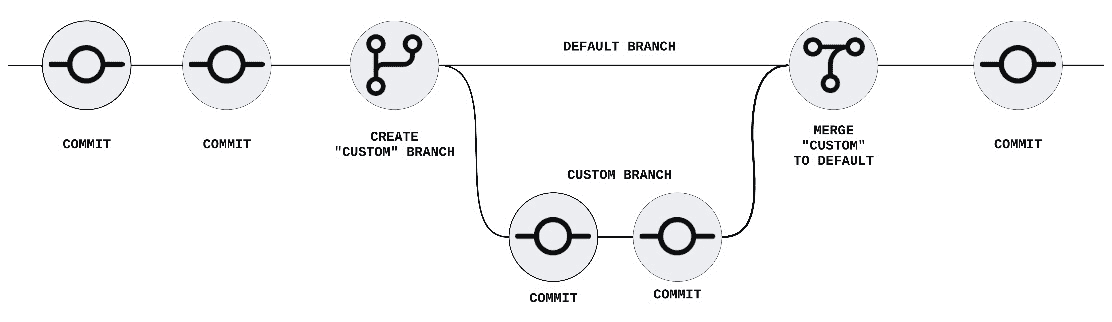 DEFAULT BRANCH
COMMIT
COMMIT
CREATE
"CUSTOM" BRANCH
MERGE
"CUSTOM"
TO DEFAULT
COMMIT
CUSTOM BRANCH
COMMIT
COMMIT